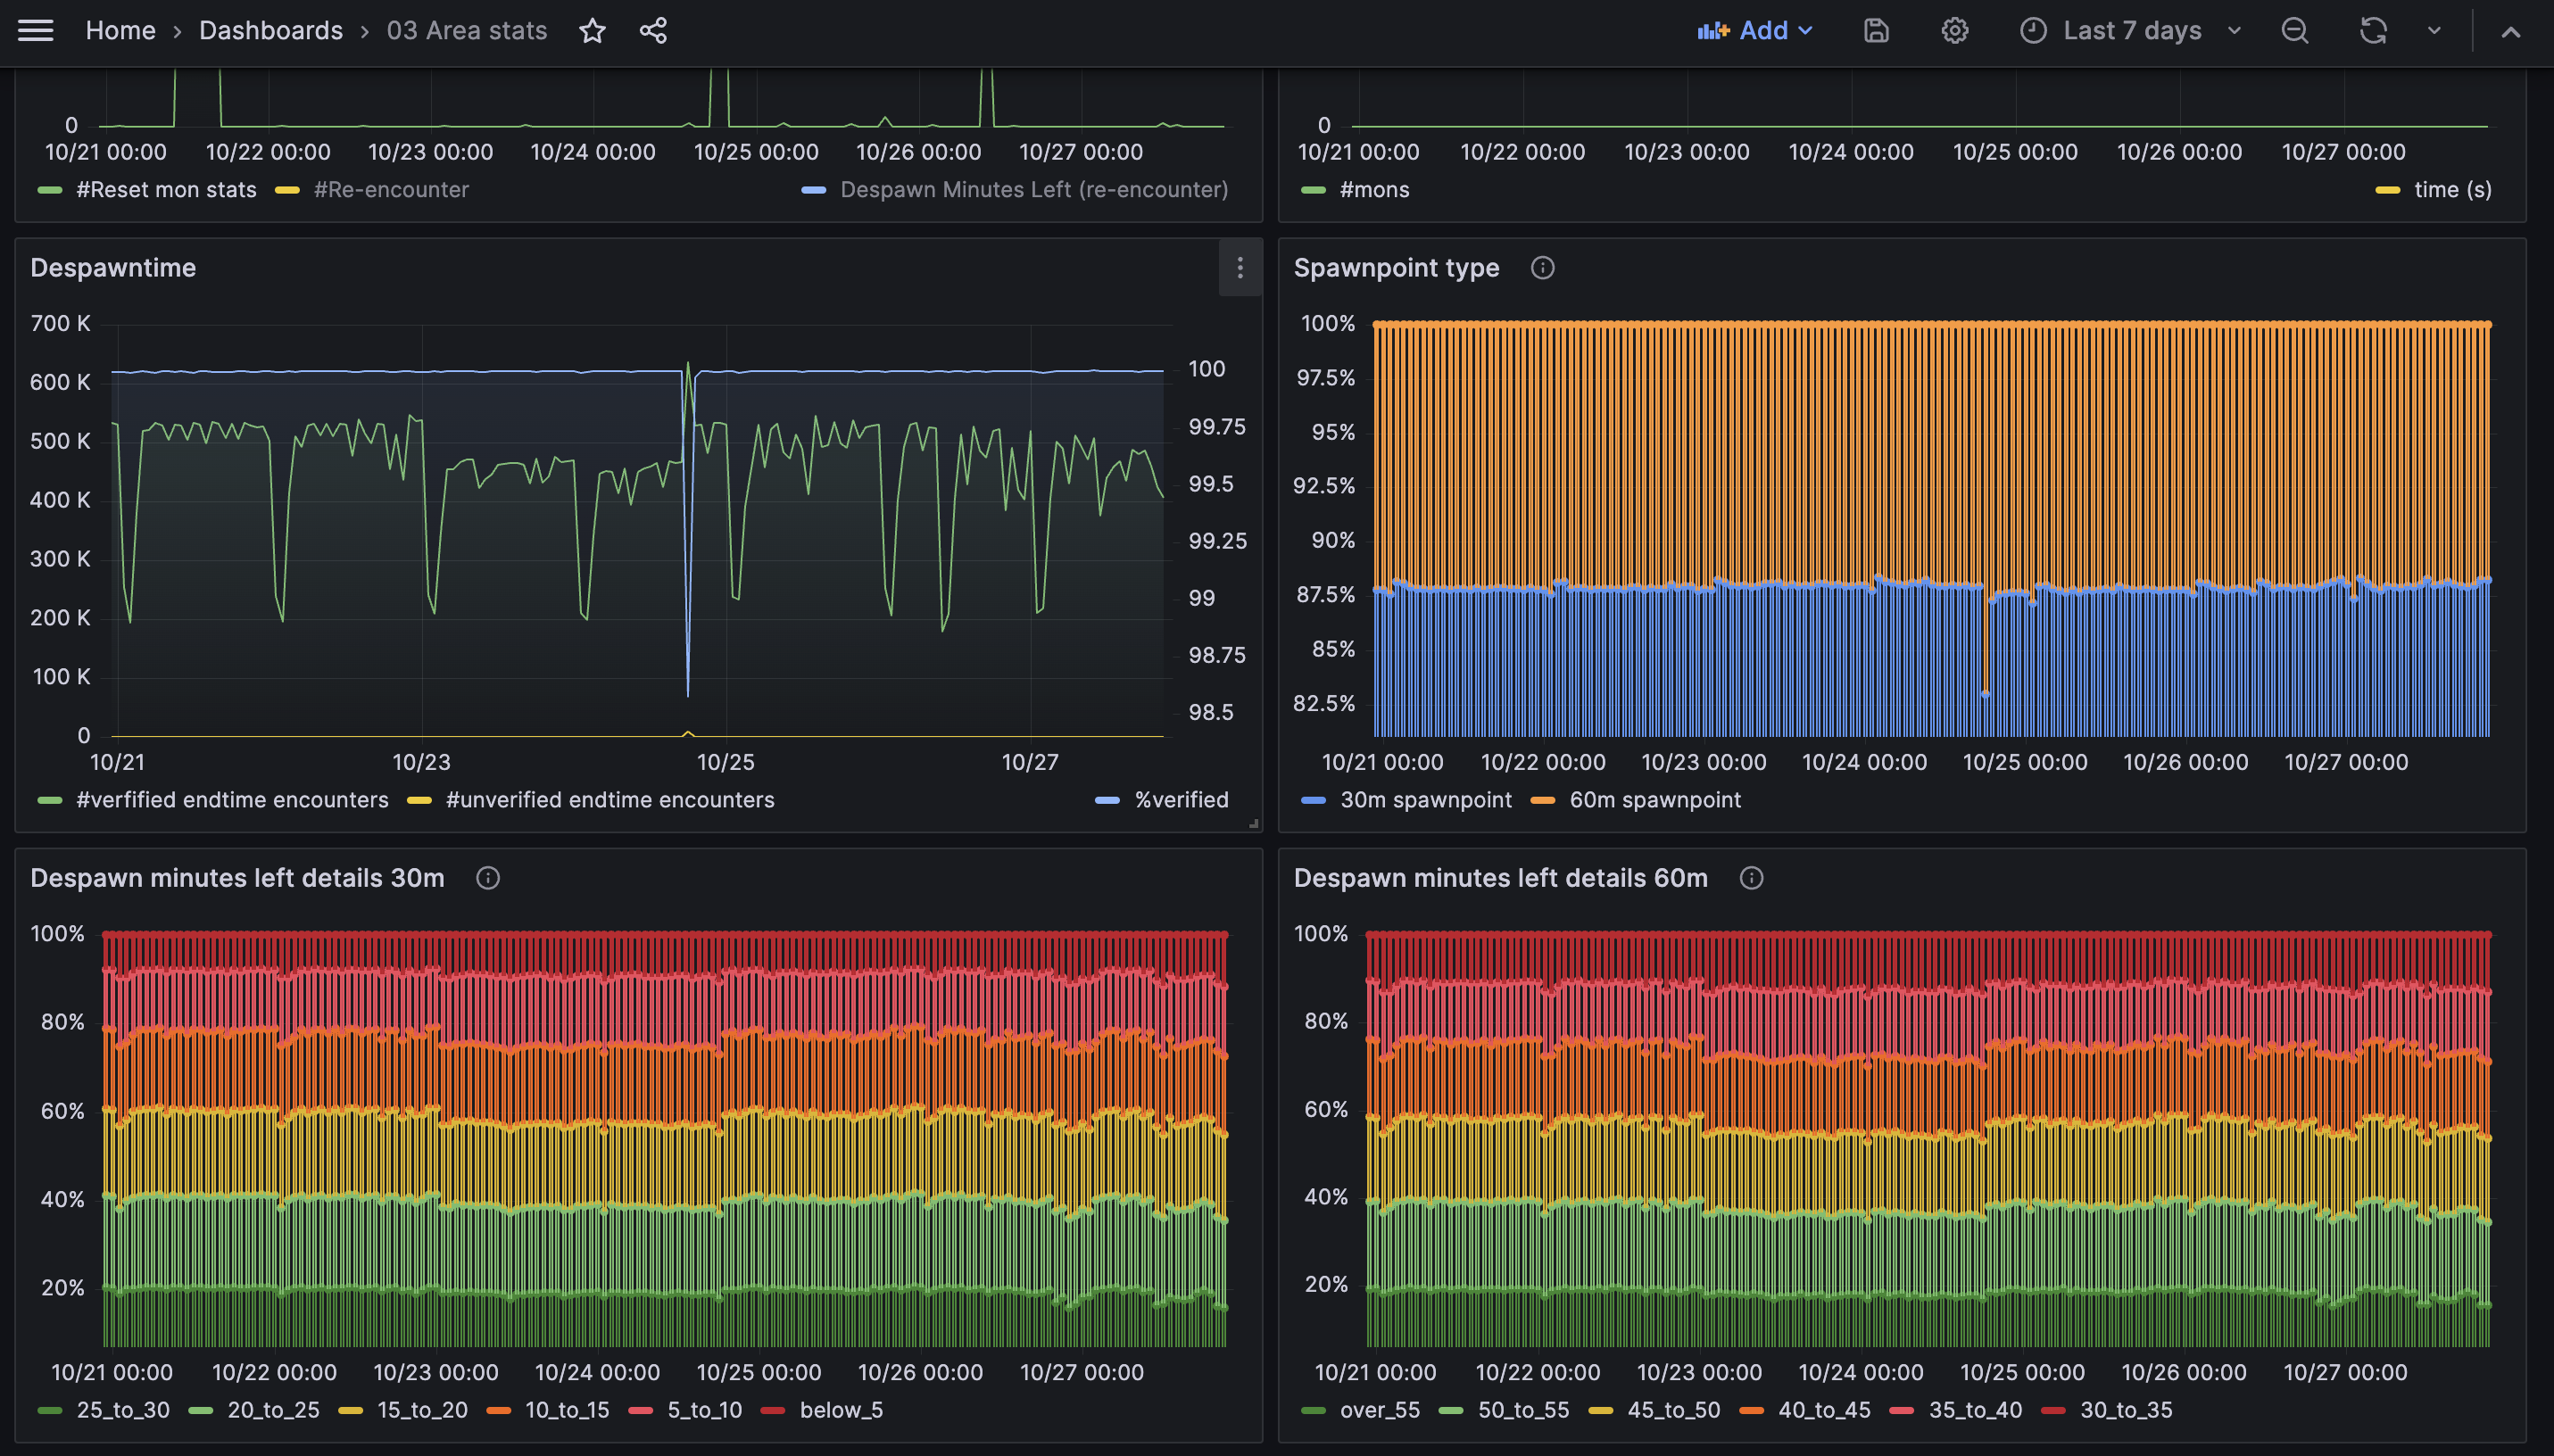 Home › Dashboards › 03 Area stats
Add
Last 7 days
0
10/21 00:00 10/22 00:00 10/23 00:00 10/24 00:00 10/25 00:00 10/26 00:00 10/27 00:00
#Reset mon stats #Re-encounter Despawn Minutes Left (re-encounter)
0
10/21 00:00 10/22 00:00 10/23 00:00 10/24 00:00 10/25 00:00 10/26 00:00 10/27 00:00
#mons time (s)
Despawntime
700 K
600 K
500 K
400 K
300 K
200 K
100 K
0
100
99.75
99.5
99.25
99
98.75
98.5
10/21 10/23 10/25 10/27
#verfified endtime encounters #unverified endtime encounters %verified
Spawnpoint type
100%
97.5%
95%
92.5%
90%
87.5%
85%
82.5%
10/21 00:00 10/22 00:00 10/23 00:00 10/24 00:00 10/25 00:00 10/26 00:00 10/27 00:00
30m spawnpoint 60m spawnpoint
Despawn minutes left details 30m
100%
80%
60%
40%
20%
10/21 00:00 10/22 00:00 10/23 00:00 10/24 00:00 10/25 00:00 10/26 00:00 10/27 00:00
25_to_30 20_to_25 15_to_20 10_to_15 5_to_10 below_5
Despawn minutes left details 60m
100%
80%
60%
40%
20%
10/21 00:00 10/22 00:00 10/23 00:00 10/24 00:00 10/25 00:00 10/26 00:00 10/27 00:00
over_55 50_to_55 45_to_50 40_to_45 35_to_40 30_to_35